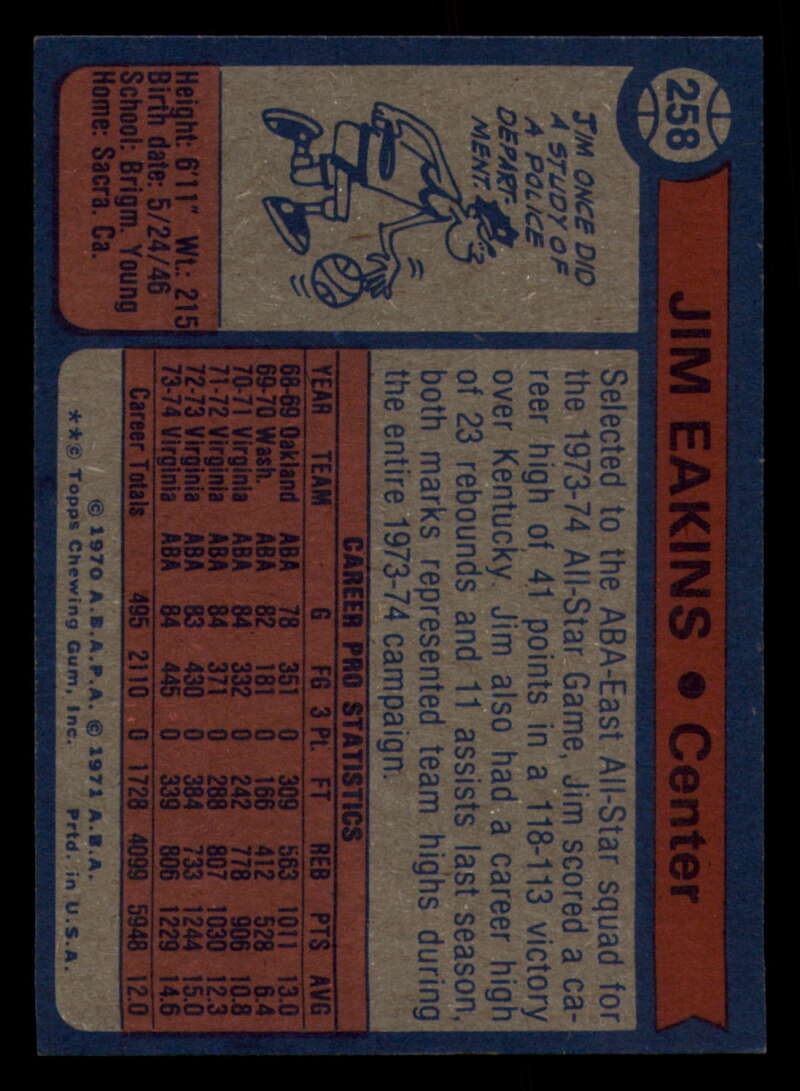 258
JIM EAKINS • Center
JIM ONCE DID
A STUDY OF
A POLICE
DEPART-
MENT.
Height: 6'11" Wt.: 215
Birth date: 5/24/46
School: Brigm. Young
Home: Sacra. Ca.
Selected to the ABA-East All-Star squad for
the 1973-74 All-Star Game, Jim scored a ca-
reer high of 41 points in a 118-113 victory
over Kentucky. Jim also had a career high
of 23 rebounds and 11 assists last season,
both marks represented team highs during
the entire 1973-74 campaign.
CAREER PRO STATISTICS
YEAR TEAM G FG 3 Pt. FT REB PTS AVG
68-69 Oakland ABA 78 351 0 309 563 1011 13.0
69-70 Wash. ABA 82 181 0 166 412 528 6.4
70-71 Virginia ABA 84 332 0 242 778 906 10.8
71-72 Virginia ABA 84 371 0 288 807 1030 12.3
72-73 Virginia ABA 83 430 0 384 733 1244 15.0
73-74 Virginia ABA 84 445 0 339 806 1229 14.6
Career Totals 495 2110 0 1728 4099 5948 12.0
© 1970 A.B.A.P.A. © 1971 A.B.A.
**© Topps Chewing Gum, Inc. Prtd. in U.S.A.